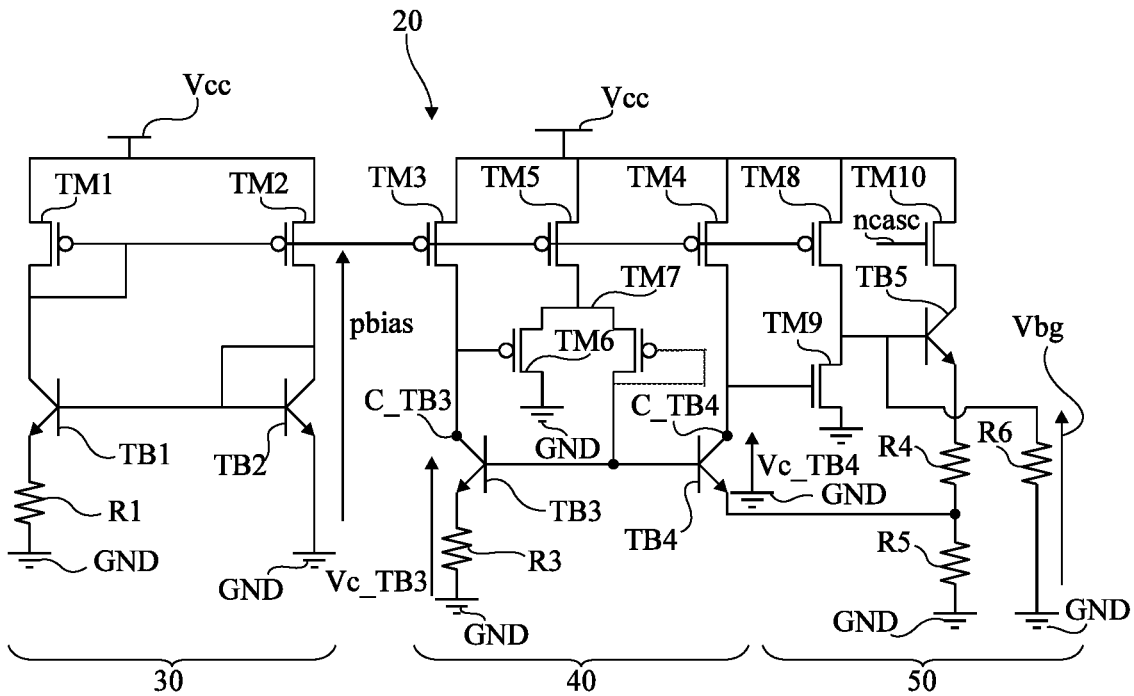 20
Vcc
Vcc
TM1
TM2
TM3
TM5
TM4
TM8
TM10
ncasc
TB5
TM7
pbias
TM6
TM9
Vbg
C_TB3
C_TB4
GND
R4
R6
Vc_TB4
TB1
TB2
TB3
GND
R1
TB4
R3
R5
GND
GND
Vc_TB3
GND
GND
GND
30
40
50